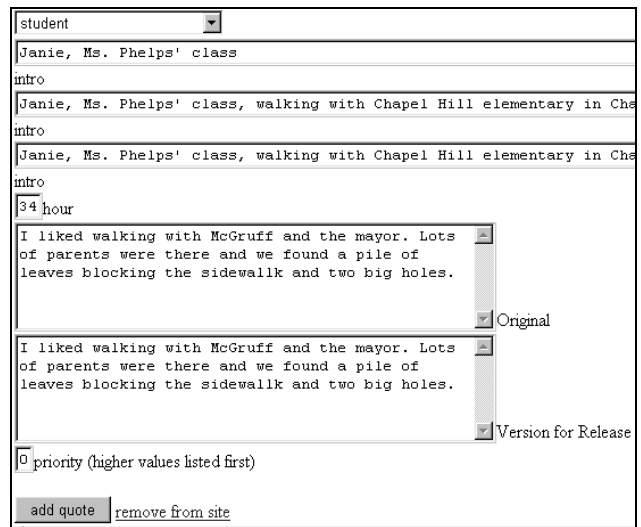 student
Janie, Ms. Phelps' class
intro
Janie, Ms. Phelps' class, walking with Chapel Hill elementary in Cha
intro
Janie, Ms. Phelps' class, walking with Chapel Hill elementary in Cha
intro
34 hour
I liked walking with McGruff and the mayor. Lots
of parents were there and we found a pile of
leaves blocking the sidewallk and two big holes.
Original
I liked walking with McGruff and the mayor. Lots
of parents were there and we found a pile of
leaves blocking the sidewallk and two big holes.
Version for Release
0 priority (higher values listed first)
add quote remove from site